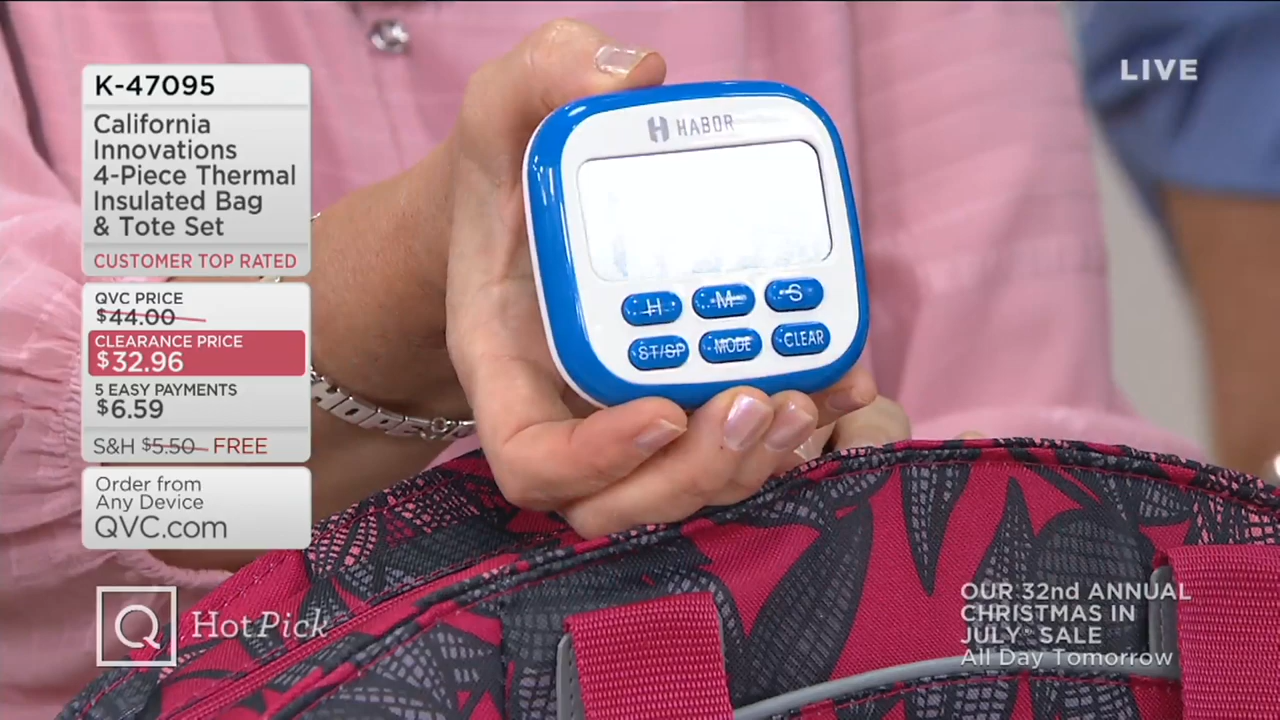 K-47095
California
Innovations
4-Piece Thermal
Insulated Bag
& Tote Set
CUSTOMER TOP RATED
QVC PRICE
$44.00
CLEARANCE PRICE
$32.96
5 EASY PAYMENTS
$6.59
S&H $5.50 FREE
Order from
Any Device
QVC.com
Q HotPick
LIVE
HABOR
H M S
ST/SP MODE CLEAR
OUR 32nd ANNUAL
CHRISTMAS IN
JULY® SALE
All Day Tomorrow